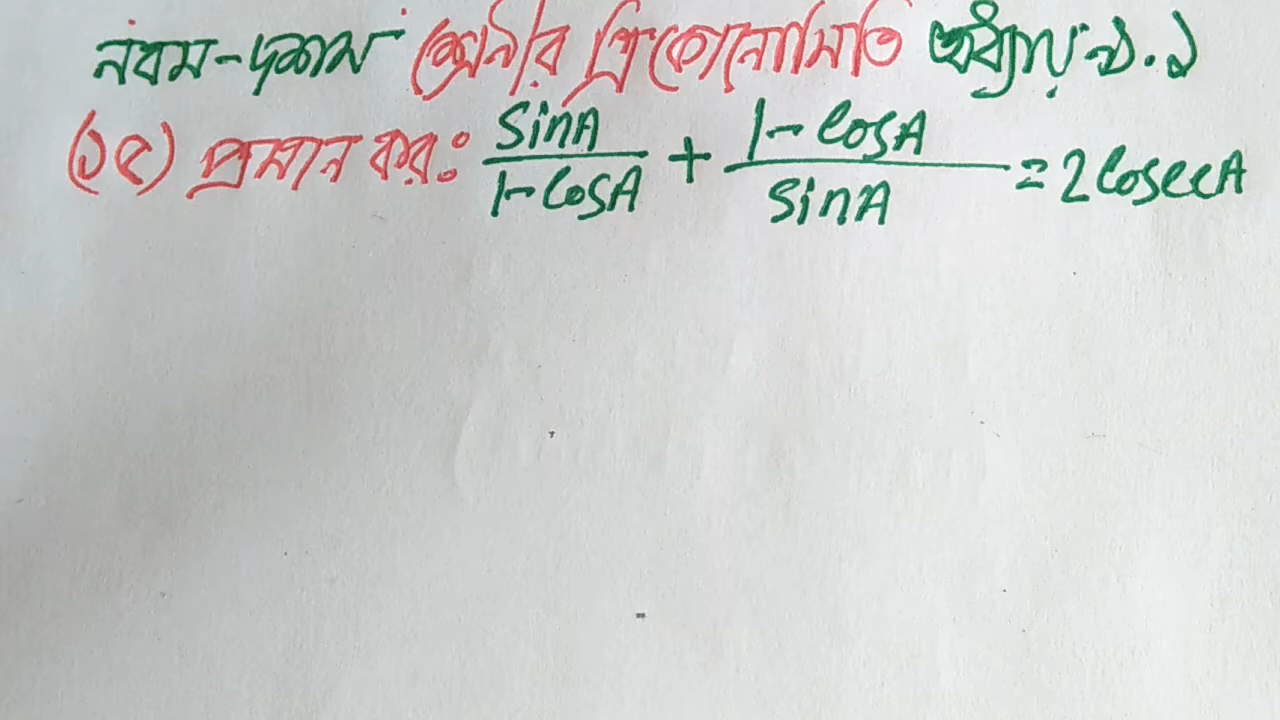 নবম-দশম শ্রেনীর ত্রিকোনোমিতি অধ্যায়-৯.১
(১৫) প্রমান কর: sinA/1-cosA + 1-cosA/sinA = 2cosecA